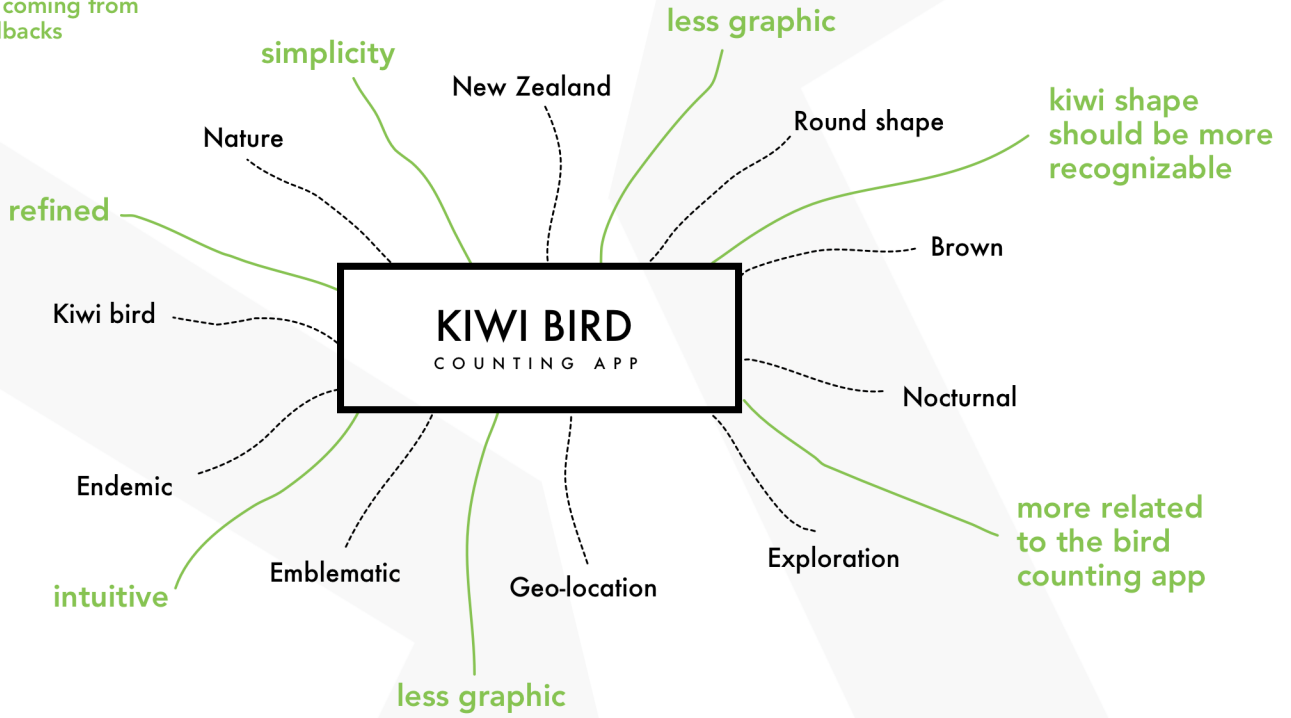 coming from
lbacks
less graphic
simplicity
New Zealand
kiwi shape
should be more
recognizable
Round shape
Nature
refined
Brown
Kiwi bird
KIWI BIRD
COUNTING APP
Nocturnal
Endemic
more related
to the bird
counting app
Exploration
Emblematic
Geo-location
intuitive
less graphic